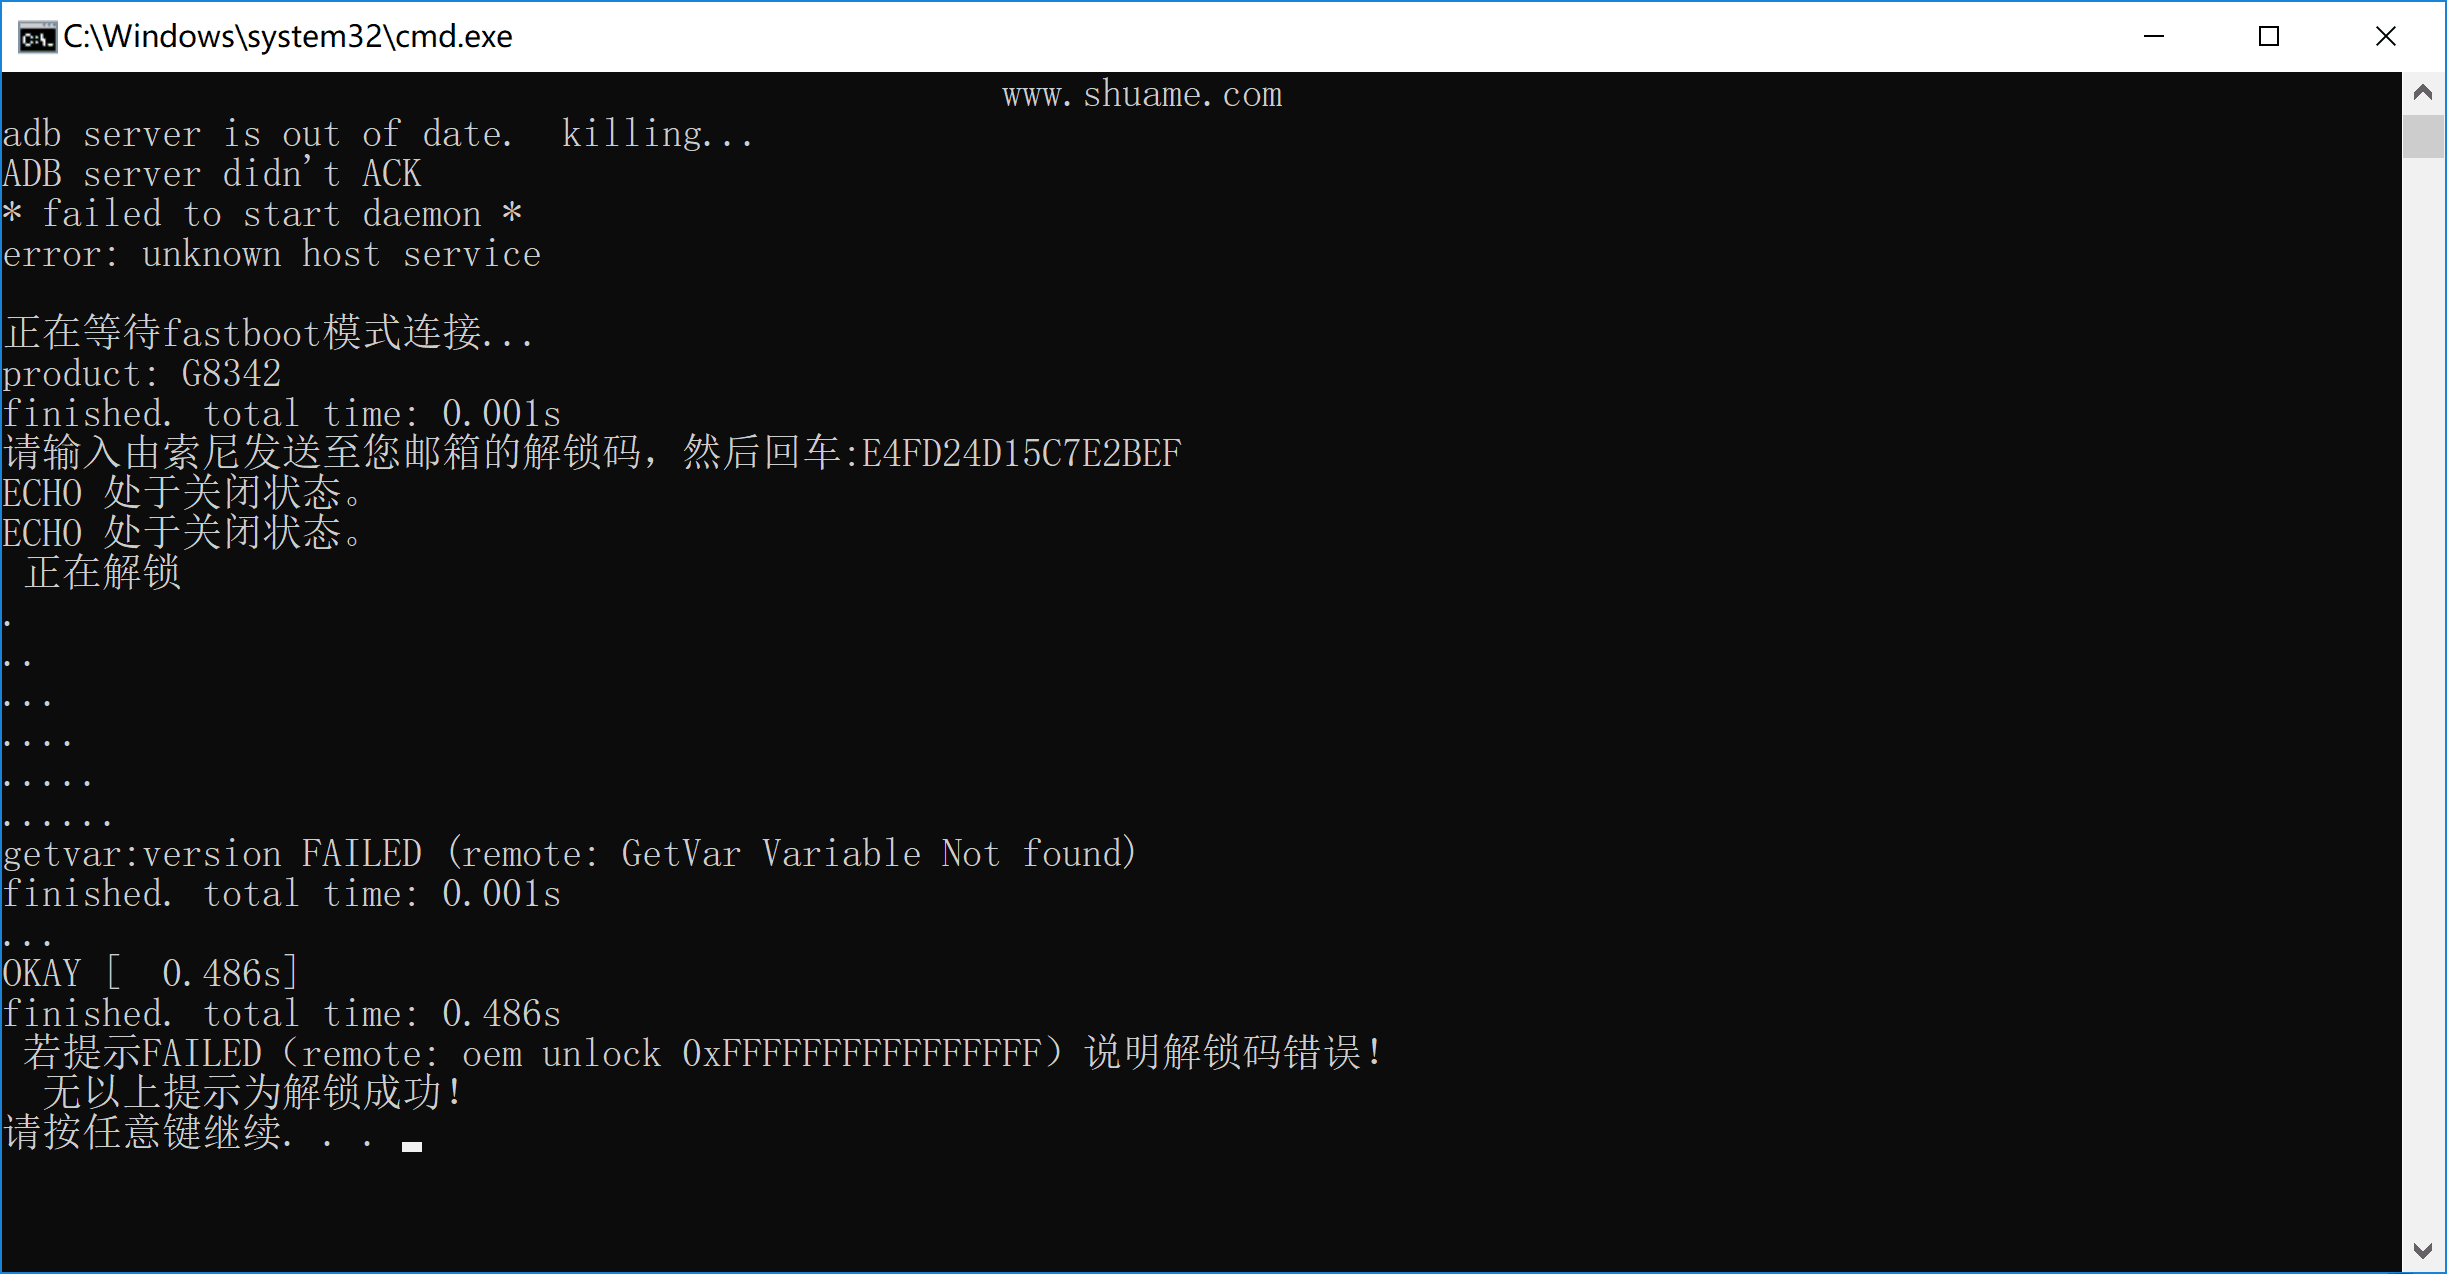 C:\Windows\system32\cmd.exe
www.shuame.com
adb server is out of date.  killing...
ADB server didn't ACK
* failed to start daemon *
error: unknown host service
正在等待fastboot模式连接...
product: G8342
finished. total time: 0.001s
请输入由索尼发送至您邮箱的解锁码，然后回车:E4FD24D15C7E2BEF
ECHO 处于关闭状态。
ECHO 处于关闭状态。
正在解锁
.
..
...
....
.....
......
getvar:version FAILED (remote: GetVar Variable Not found)
finished. total time: 0.001s
...
OKAY [  0.486s]
finished. total time: 0.486s
若提示FAILED（remote: oem unlock 0xFFFFFFFFFFFFFFFF）说明解锁码错误！
无以上提示为解锁成功！
请按任意键继续. . .